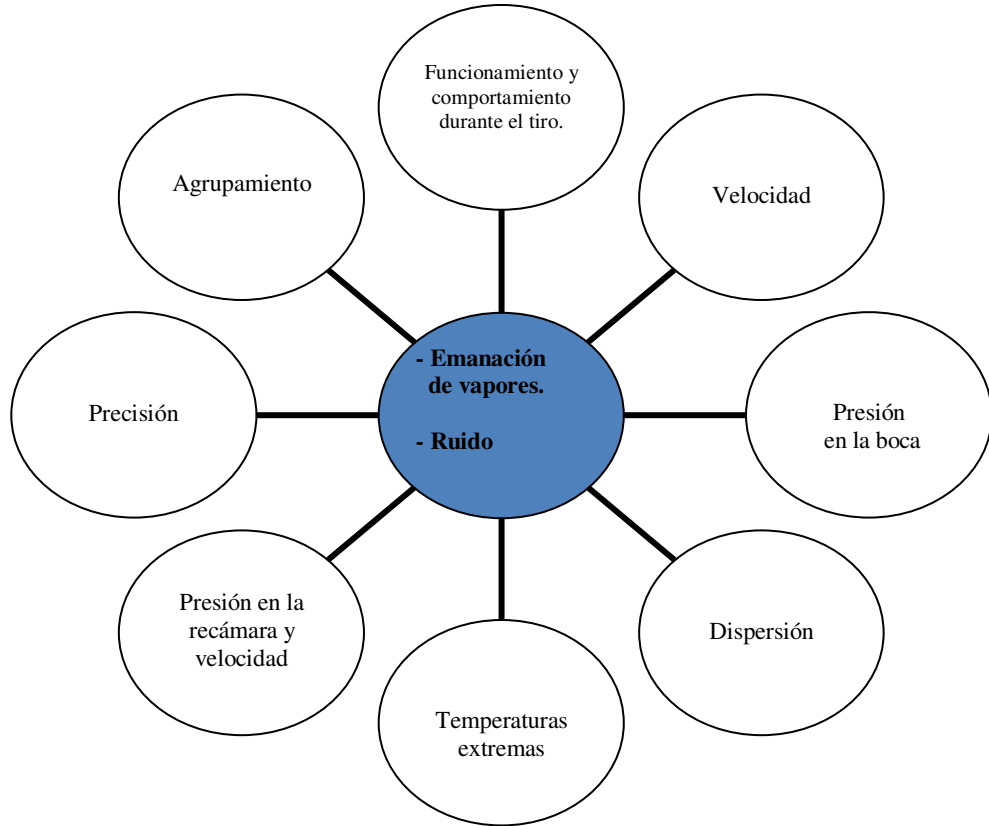 Funcionamiento y
comportamiento
durante el tiro.
Agrupamiento
Velocidad
- Emanación
de vapores.
- Ruido
Precisión
Presión
en la boca
Presión en la
recámara y
velocidad
Dispersión
Temperaturas
extremas